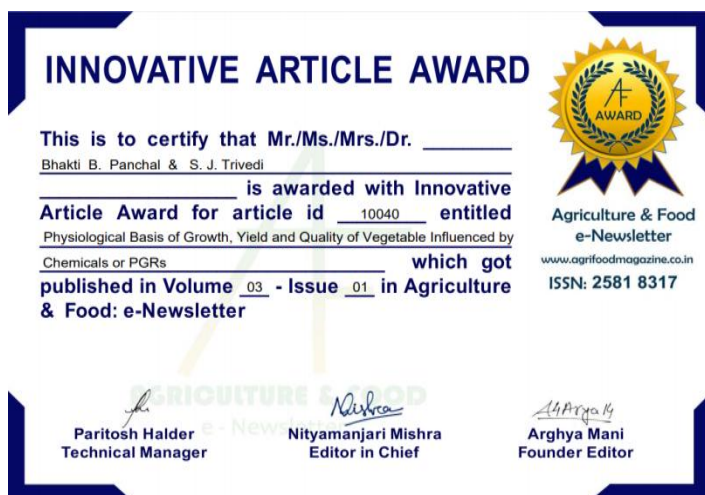 INNOVATIVE ARTICLE AWARD
This is to certify that Mr./Ms./Mrs./Dr. ________
Bhakti B. Panchal & S. J. Trivedi
__________________ is awarded with Innovative
Article Award for article id 10040 entitled
Physiological Basis of Growth, Yield and Quality of Vegetable Influenced by
Chemicals or PGRs which got
published in Volume 03 - Issue 01 in Agriculture
& Food: e-Newsletter
AF
AWARD
Agriculture & Food
e-Newsletter
www.agrifoodmagazine.co.in
ISSN: 2581 8317
AGRICULTURE & FOOD
e - Newsletter
Paritosh Halder
Technical Manager
Nityamanjari Mishra
Editor in Chief
Arghya Mani
Founder Editor